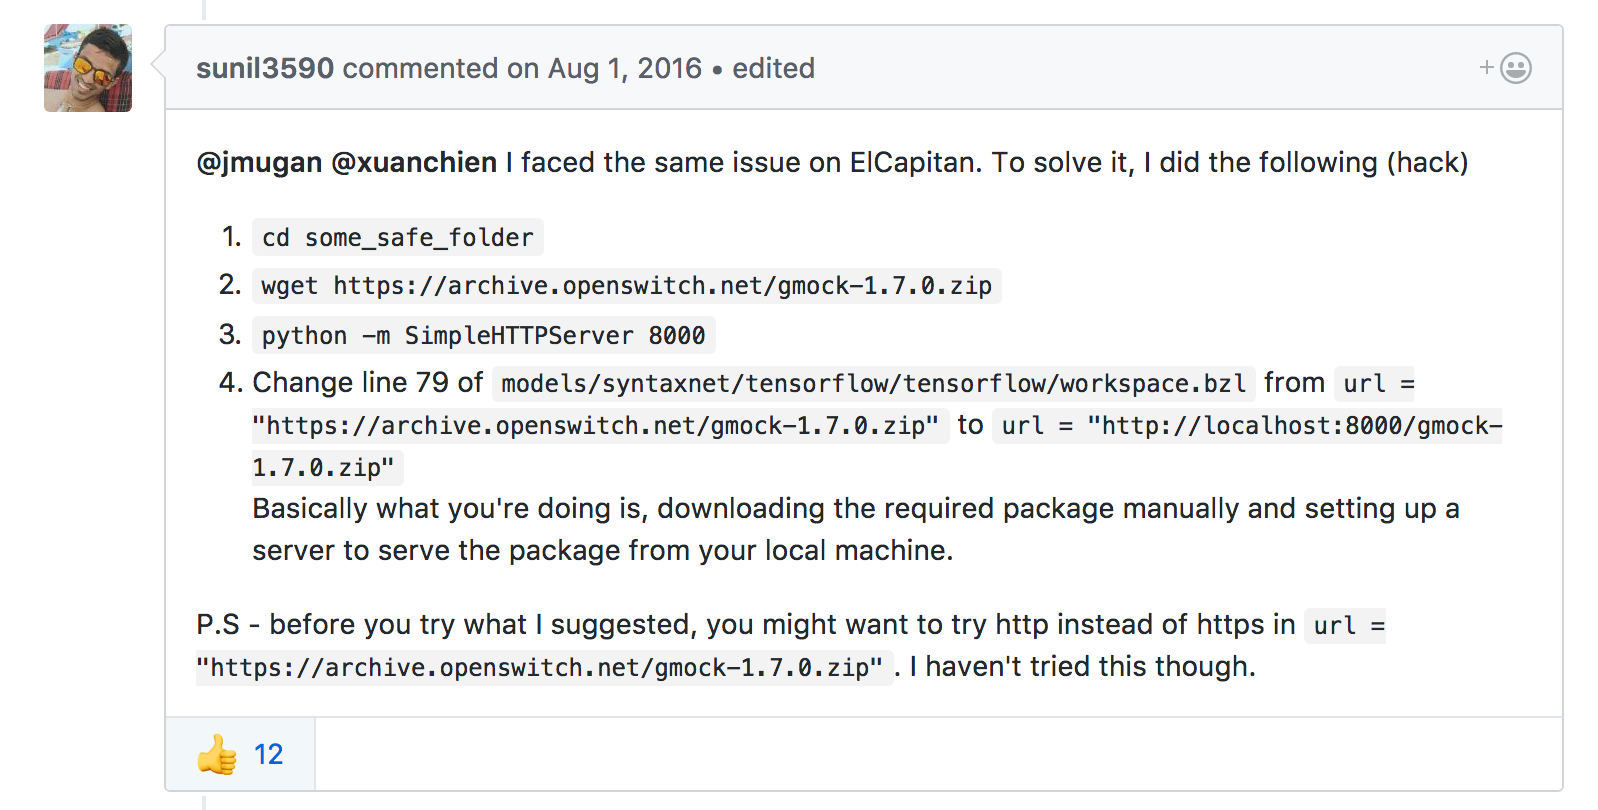 sunil3590 commented on Aug 1, 2016 • edited
@jmugan @xuanchien I faced the same issue on ElCapitan. To solve it, I did the following (hack)
1. cd some_safe_folder
2. wget https://archive.openswitch.net/gmock-1.7.0.zip
3. python -m SimpleHTTPServer 8000
4. Change line 79 of models/syntaxnet/tensorflow/tensorflow/workspace.bzl from url =
"https://archive.openswitch.net/gmock-1.7.0.zip" to url = "http://localhost:8000/gmock-
1.7.0.zip"
Basically what you're doing is, downloading the required package manually and setting up a
server to serve the package from your local machine.
P.S - before you try what I suggested, you might want to try http instead of https in url =
"https://archive.openswitch.net/gmock-1.7.0.zip" . I haven't tried this though.
👍 12